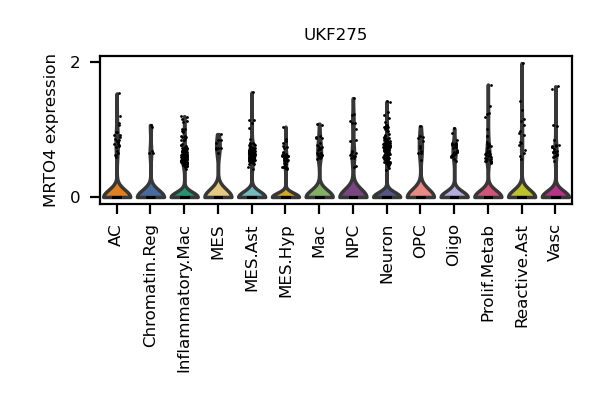 UKF275
MRTO4 expression
2
0
AC
Chromatin.Reg
Inflammatory.Mac
MES
MES.Ast
MES.Hyp
Mac
NPC
Neuron
OPC
Oligo
Prolif.Metab
Reactive.Ast
Vasc